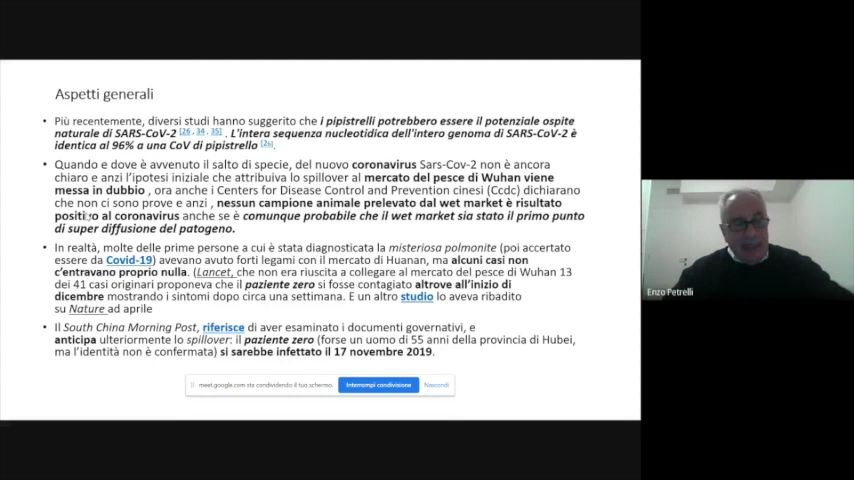 Aspetti generali
• Più recentemente, diversi studi hanno suggerito che i pipistrelli potrebbero essere il potenziale ospite
naturale di SARS-CoV-2 [26 , 34 , 35] . L'intera sequenza nucleotidica dell'intero genoma di SARS-CoV-2 è
identica al 96% a una CoV di pipistrello
• Quando e dove è avvenuto il salto di specie, del nuovo coronavirus Sars-Cov-2 non è ancora
chiaro e anzi l'ipotesi iniziale che attribuiva lo spillover al mercato del pesce di Wuhan viene
messa in dubbio , ora anche i Centers for Disease Control and Prevention cinesi (Ccdc) dichiarano
che non ci sono prove e anzi , nessun campione animale prelevato dal wet market è risultato
positivo al coronavirus anche se è comunque probabile che il wet market sia stato il primo punto
di super diffusione del patogeno.
• In realtà, molte delle prime persone a cui è stata diagnosticata la misteriosa polmonite (poi accertato
essere da Covid-19) avevano avuto forti legami con il mercato di Huanan, ma alcuni casi non
c'entravano proprio nulla. (Lancet, che non era riuscita a collegare al mercato del pesce di Wuhan 13
dei 41 casi originari proponeva che il paziente zero si fosse contagiato altrove all'inizio di
dicembre mostrando i sintomi dopo circa una settimana. E un altro studio lo aveva ribadito
su Nature ad aprile
• Il South China Morning Post, riferisce di aver esaminato i documenti governativi, e
anticipa ulteriormente lo spillover: il paziente zero (forse un uomo di 55 anni della provincia di Hubei,
ma l'identità non è confermata) si sarebbe infettato il 17 novembre 2019.
meet.google.com sta condividendo il tuo schermo. Interrompi condivisione Nascondi
Enzo Petrelli